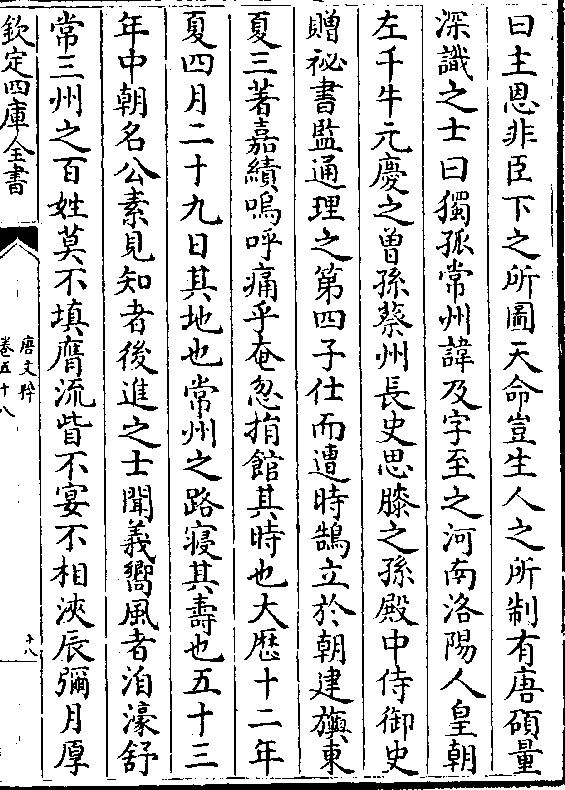 曰主恩非臣下之所圖天命豈生人之所制有唐碩量
深識之士曰獨孤常州諱及字至之河南洛陽人皇朝
左千牛元慶之曽孫蔡州長史思膝之孫殿中侍御史
贈祕書監通理之第四子仕而遭時鵠立於朝建旟東
夏三著嘉績嗚呼痛乎奄忽捐館其時也大厯十二年
夏四月二十九日其地也常州之路寢其壽也五十三
年中朝名公素見知者後進之士聞義嚮風者洎濠舒
常三州之百姓莫不填膺流眥不宴不相浹辰彌月厚
欽定四庫全書
唐文粹
卷五十八
十八